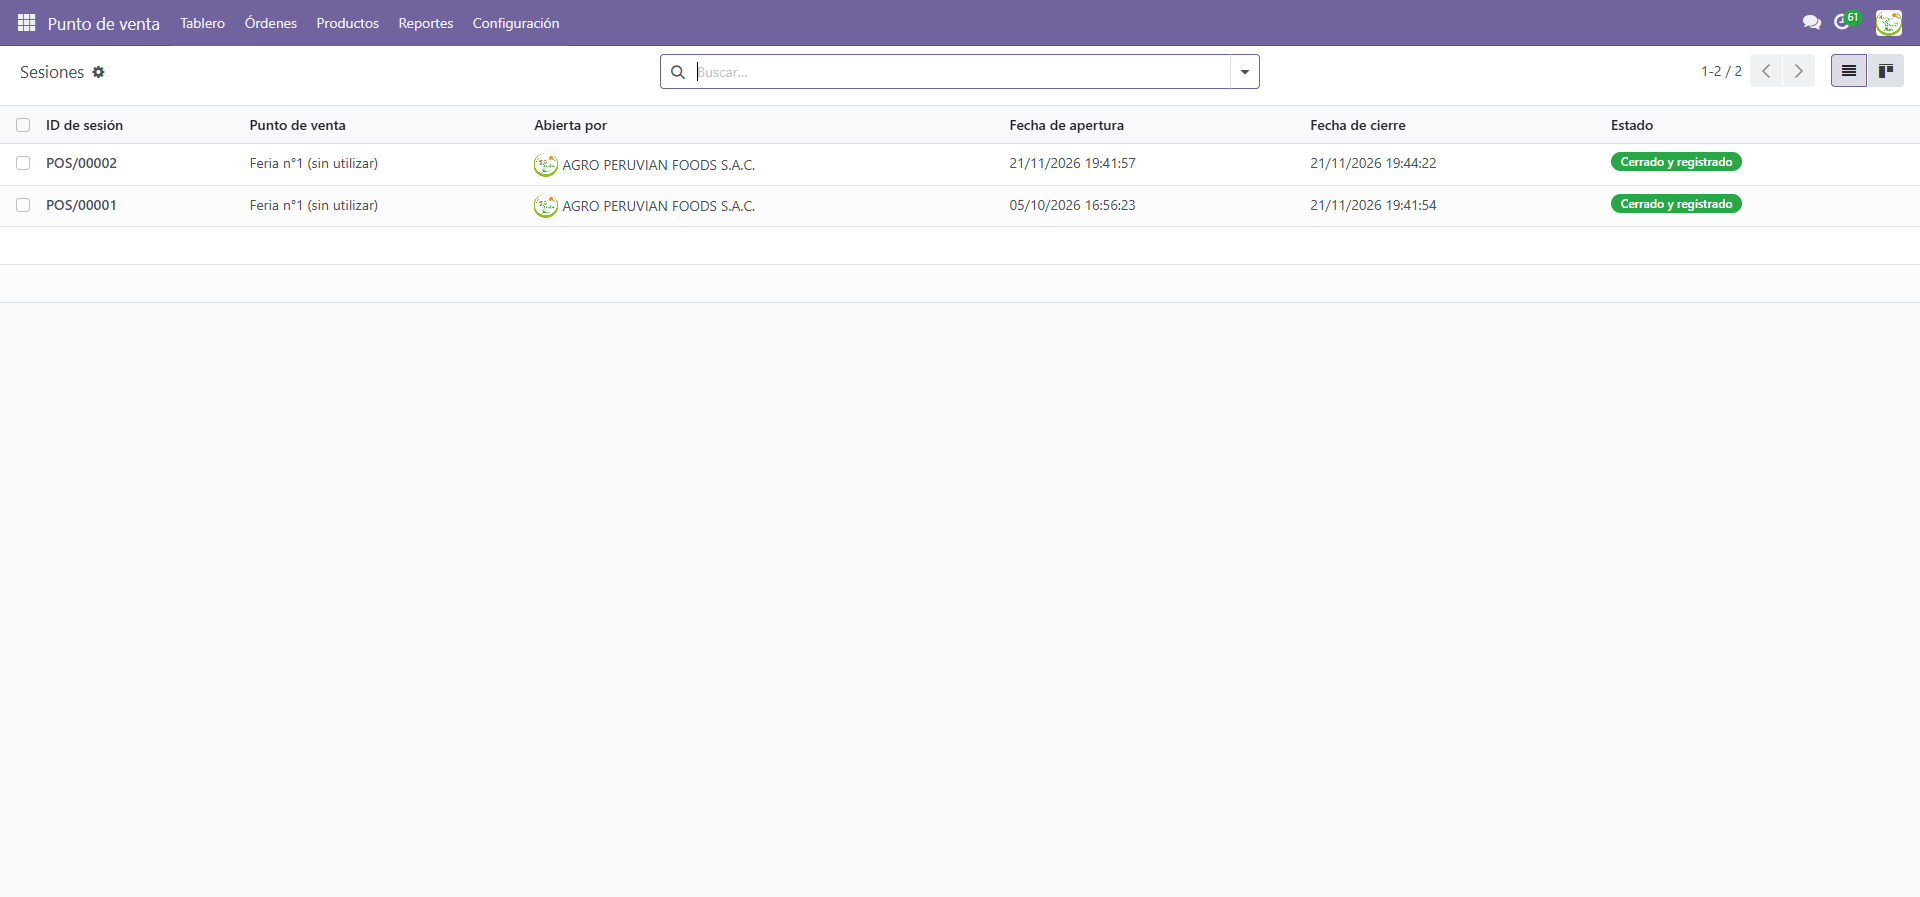 Punto de venta Tablero Órdenes Productos Reportes Configuración 61
Sesiones Buscar... 1-2 / 2
ID de sesión Punto de venta Abierta por Fecha de apertura Fecha de cierre Estado
POS/00002 Feria n°1 (sin utilizar) AGRO PERUVIAN FOODS S.A.C. 21/11/2026 19:41:57 21/11/2026 19:44:22 Cerrado y registrado
POS/00001 Feria n°1 (sin utilizar) AGRO PERUVIAN FOODS S.A.C. 05/10/2026 16:56:23 21/11/2026 19:41:54 Cerrado y registrado